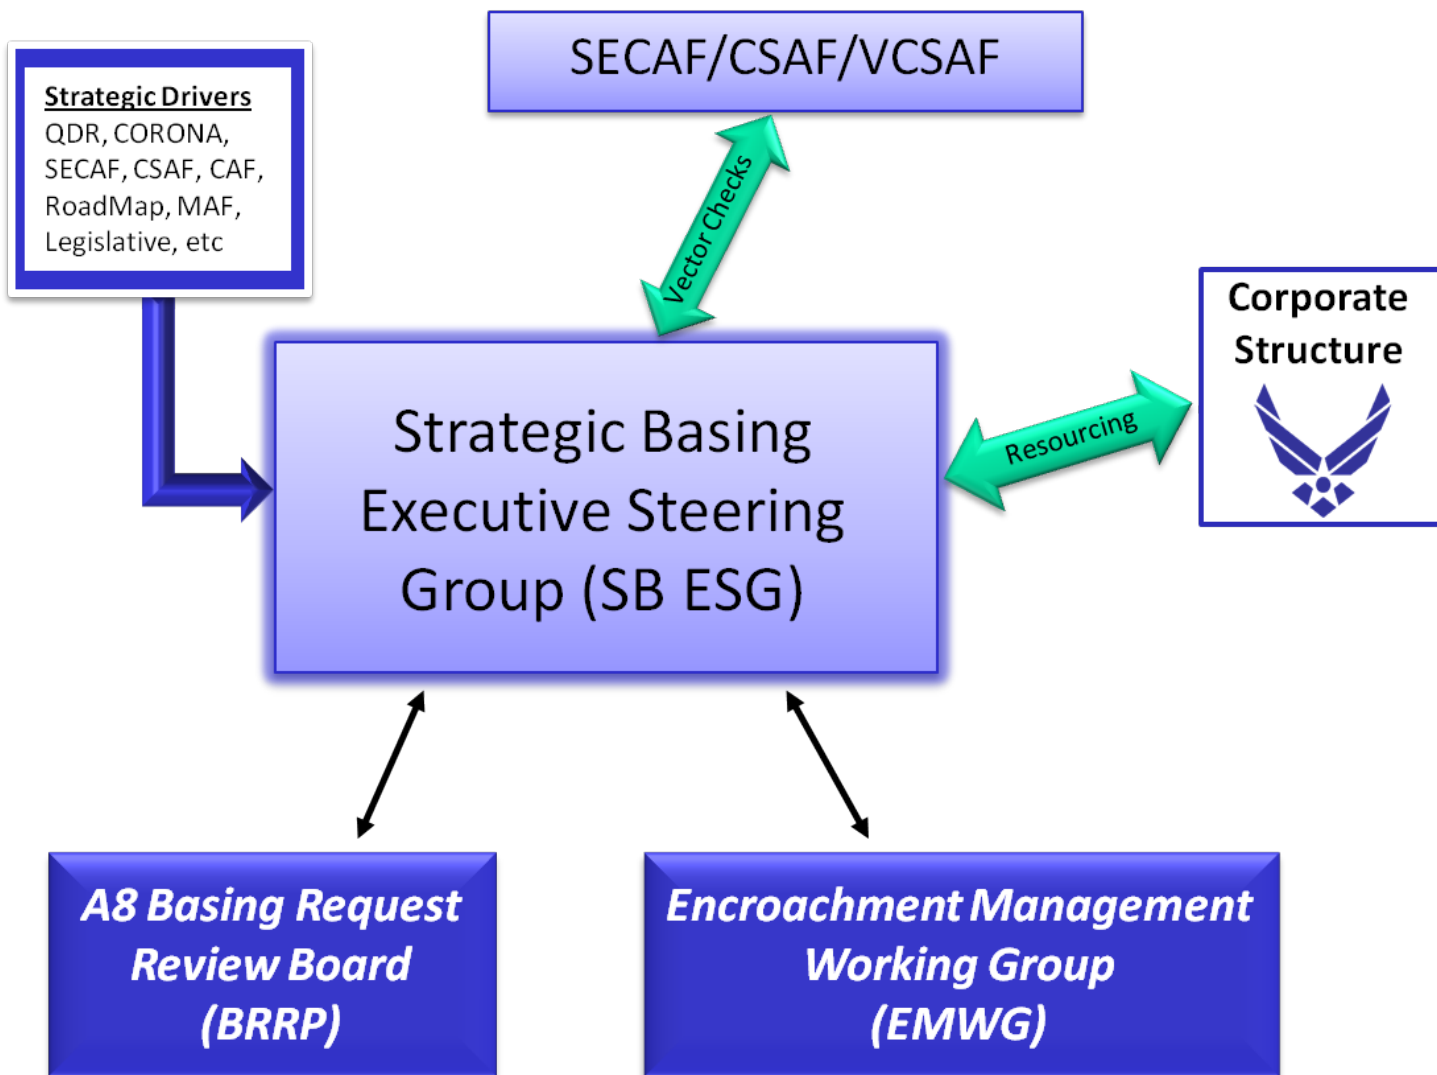 SECAF/CSAF/VCSAF
Strategic Drivers
QDR, CORONA,
SECAF, CSAF, CAF,
RoadMap, MAF,
Legislative, etc
Vector Checks
Corporate
Structure
Resourcing
Strategic Basing
Executive Steering
Group (SB ESG)
A8 Basing Request
Review Board
(BRRP)
Encroachment Management
Working Group
(EMWG)